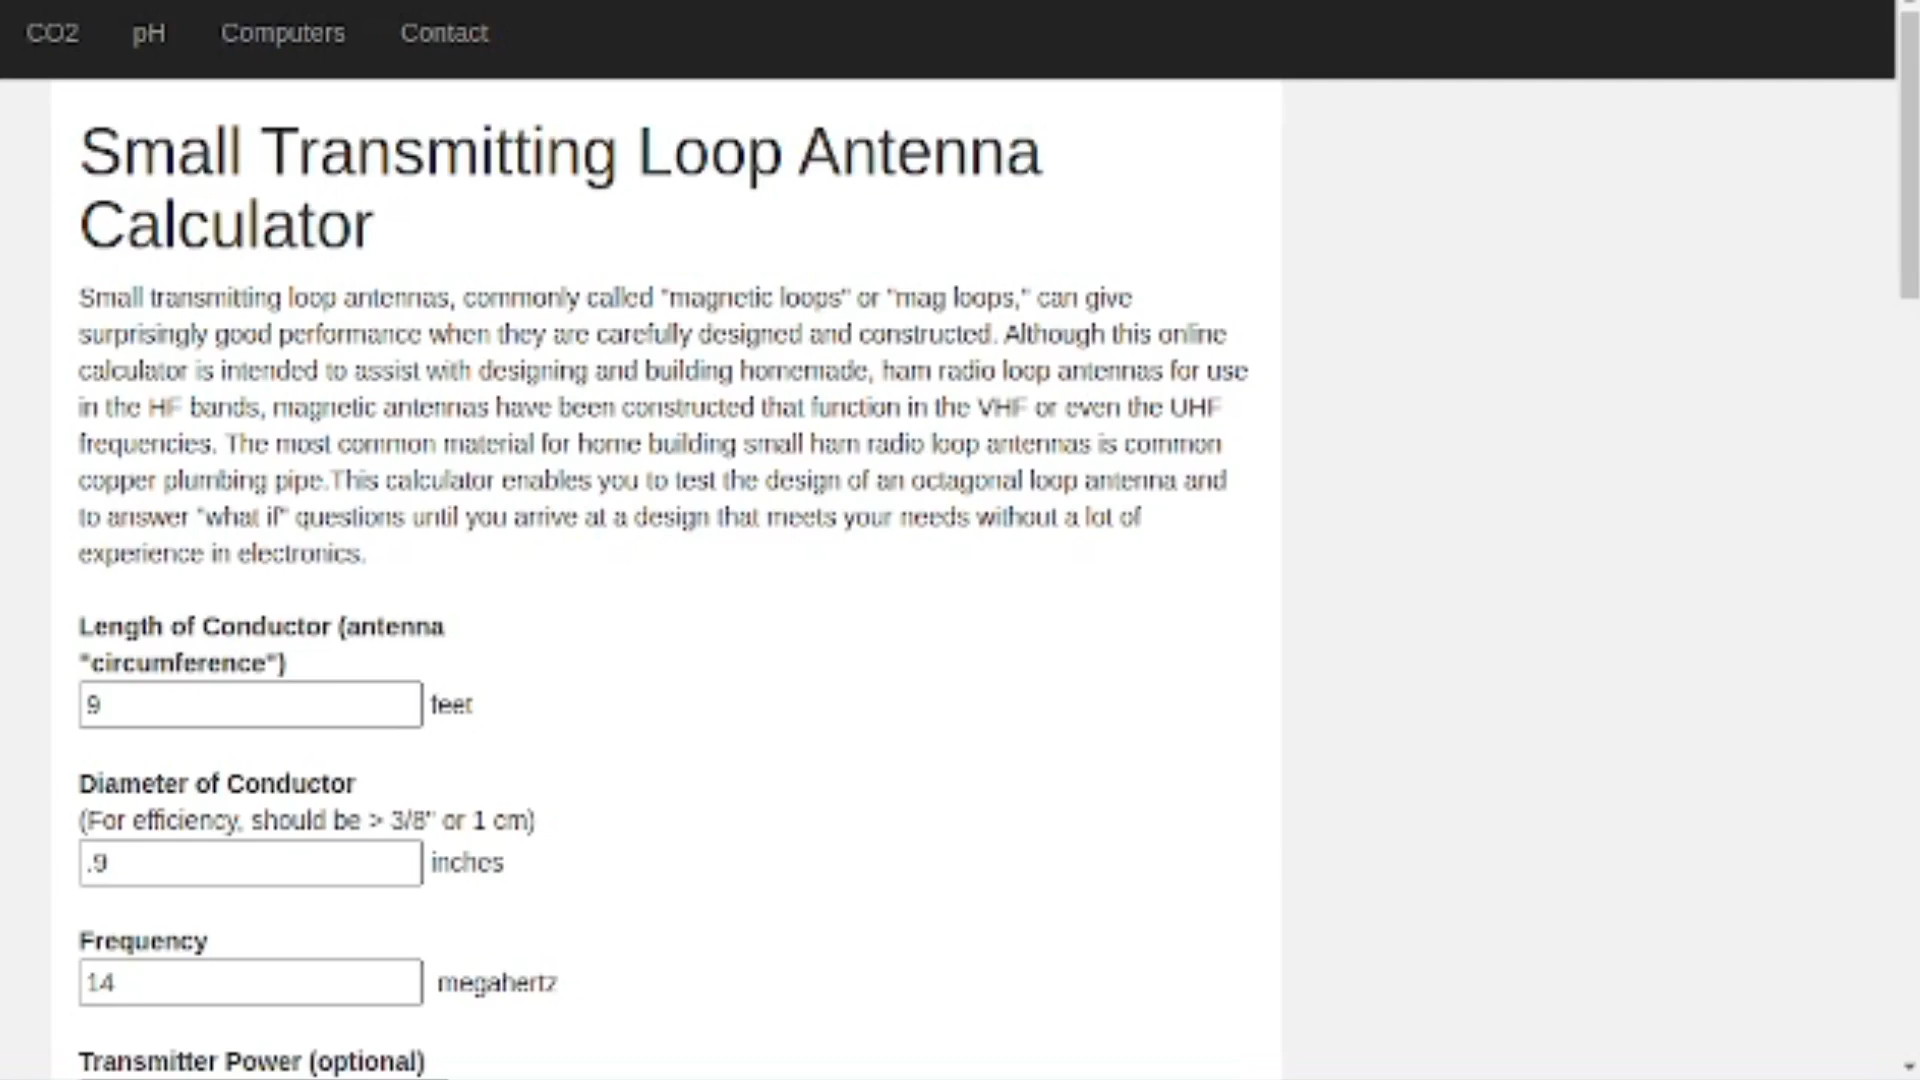 CO2 pH Computers Contact
Small Transmitting Loop Antenna
Calculator
Small transmitting loop antennas, commonly called "magnetic loops" or "mag loops," can give
surprisingly good performance when they are carefully designed and constructed. Although this online
calculator is intended to assist with designing and building homemade, ham radio loop antennas for use
in the HF bands, magnetic antennas have been constructed that function in the VHF or even the UHF
frequencies. The most common material for home building small ham radio loop antennas is common
copper plumbing pipe.This calculator enables you to test the design of an octagonal loop antenna and
to answer "what if" questions until you arrive at a design that meets your needs without a lot of
experience in electronics.
Length of Conductor (antenna
"circumference")
9 feet
Diameter of Conductor
(For efficiency, should be > 3/8" or 1 cm)
.9 inches
Frequency
14 megahertz
Transmitter Power (optional)